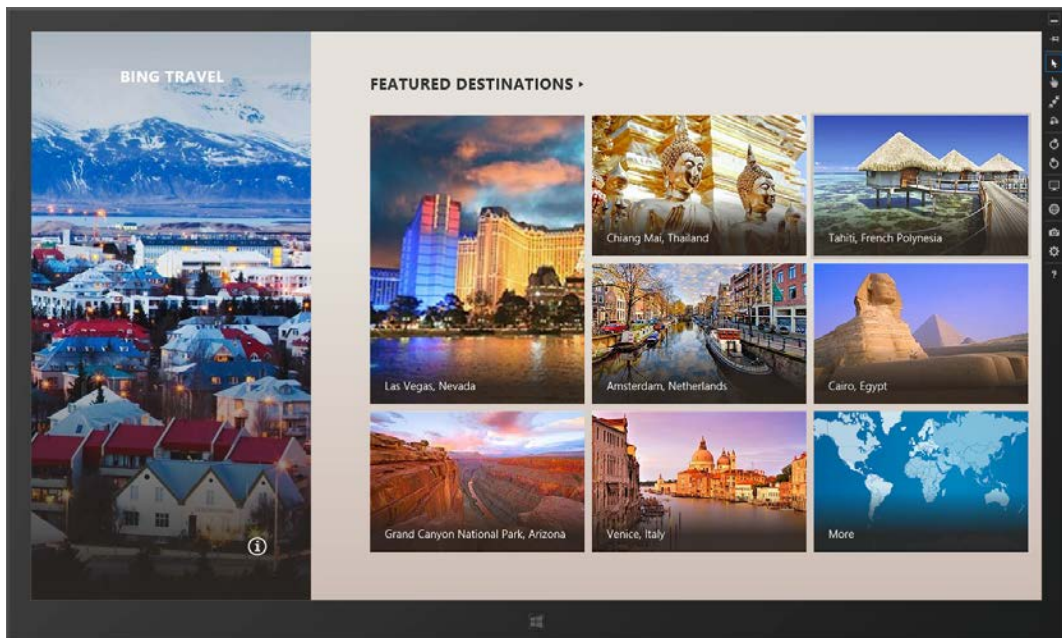 BING TRAVEL
FEATURED DESTINATIONS
Las Vegas, Nevada
Chiang Mai, Thailand
Tahiti, French Polynesia
Amsterdam, Netherlands
Cairo, Egypt
Grand Canyon National Park, Arizona
Venice, Italy
More
?